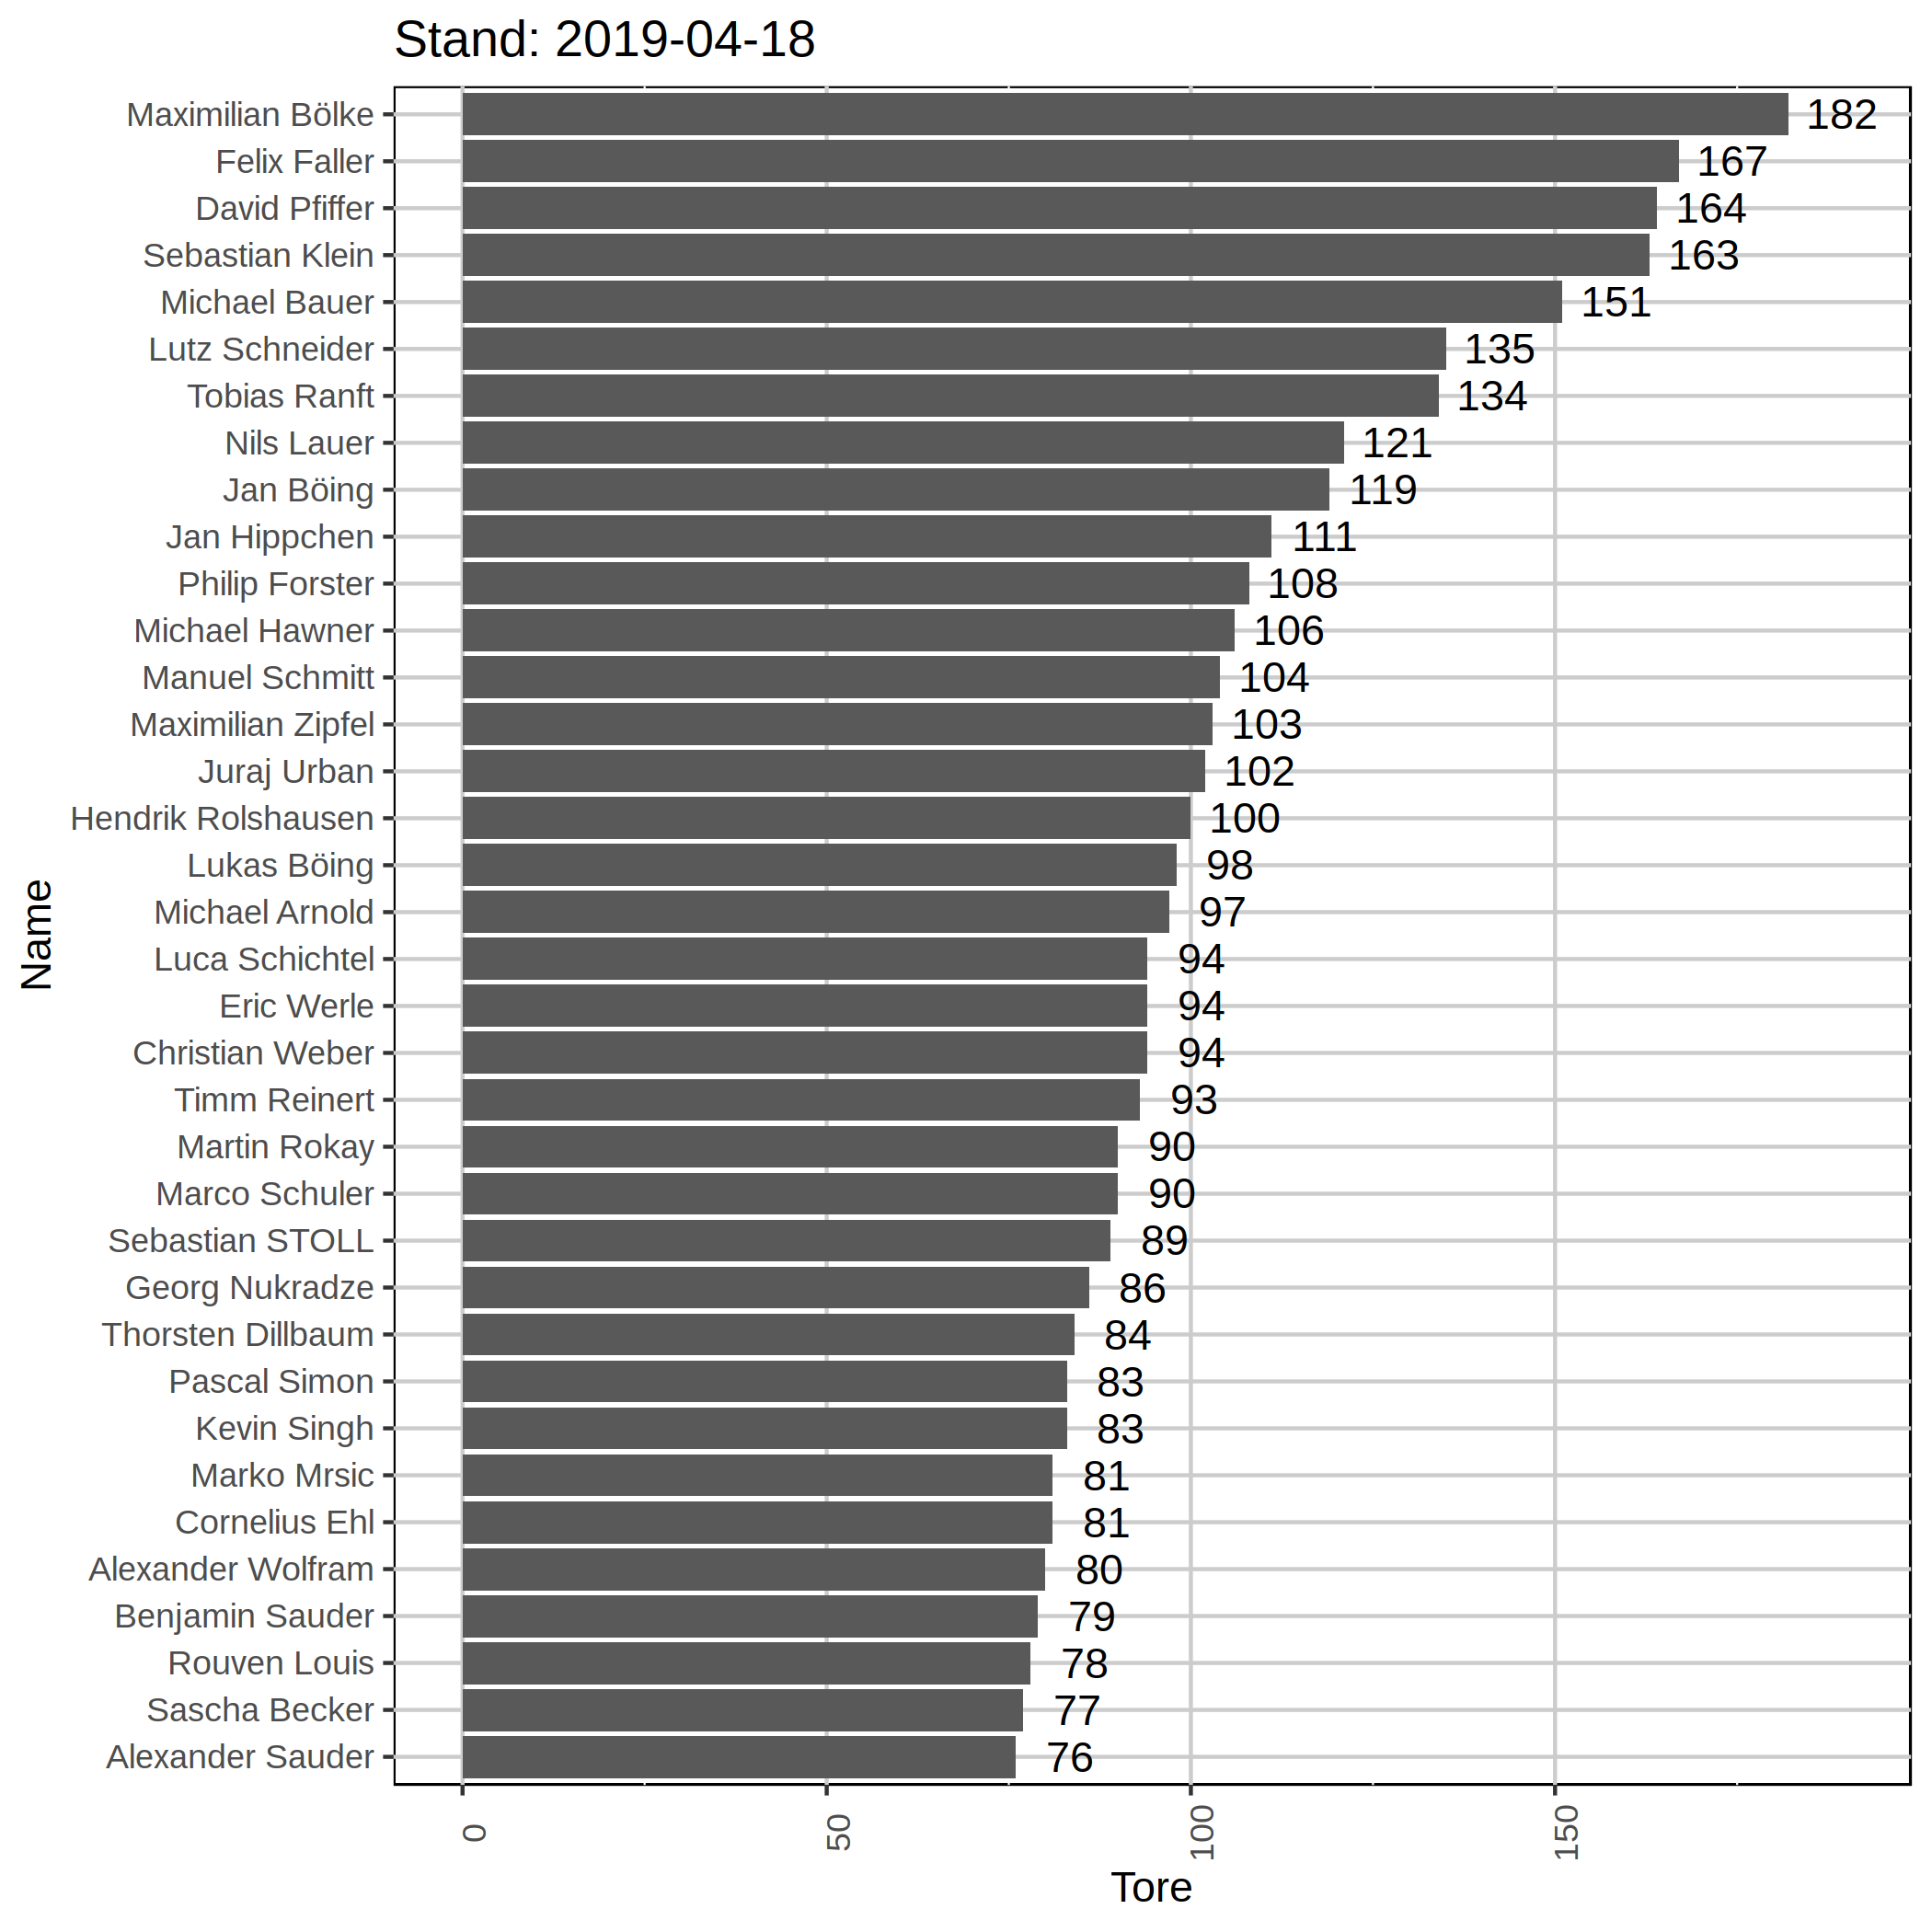 Stand: 2019-04-18
Maximilian Bölke 182
Felix Faller 167
David Pfiffer 164
Sebastian Klein 163
Michael Bauer 151
Lutz Schneider 135
Tobias Ranft 134
Nils Lauer 121
Jan Böing 119
Jan Hippchen 111
Philip Forster 108
Michael Hawner 106
Manuel Schmitt 104
Maximilian Zipfel 103
Juraj Urban 102
Hendrik Rolshausen 100
Lukas Böing 98
Michael Arnold 97
Luca Schichtel 94
Eric Werle 94
Christian Weber 94
Timm Reinert 93
Martin Rokay 90
Marco Schuler 90
Sebastian STOLL 89
Georg Nukradze 86
Thorsten Dillbaum 84
Pascal Simon 83
Kevin Singh 83
Marko Mrsic 81
Cornelius Ehl 81
Alexander Wolfram 80
Benjamin Sauder 79
Rouven Louis 78
Sascha Becker 77
Alexander Sauder 76
Name
0 50 100 150
Tore